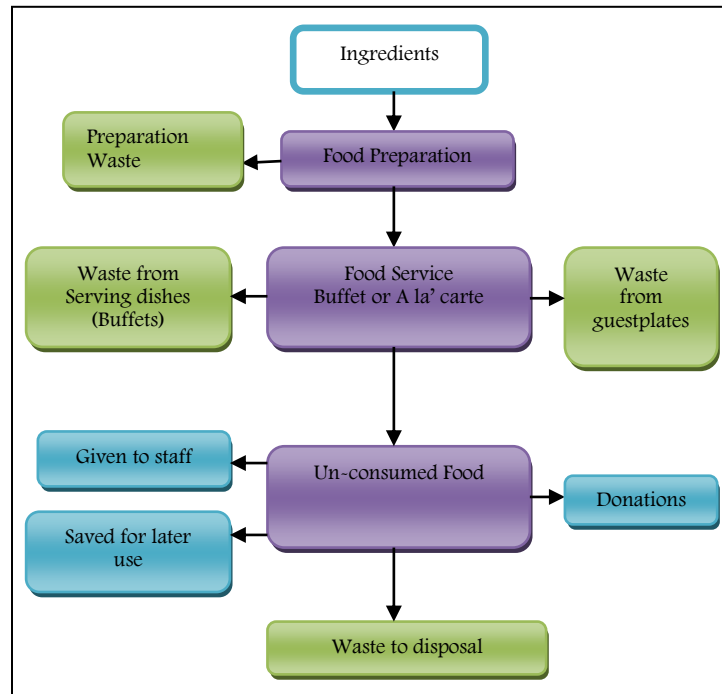 Ingredients
Preparation
Waste
Food Preparation
Waste from
Serving dishes
(Buffets)
Food Service
Buffet or A la’ carte
Waste
from
guestplates
Given to staff
Un-consumed Food
Donations
Saved for later
use
Waste to disposal